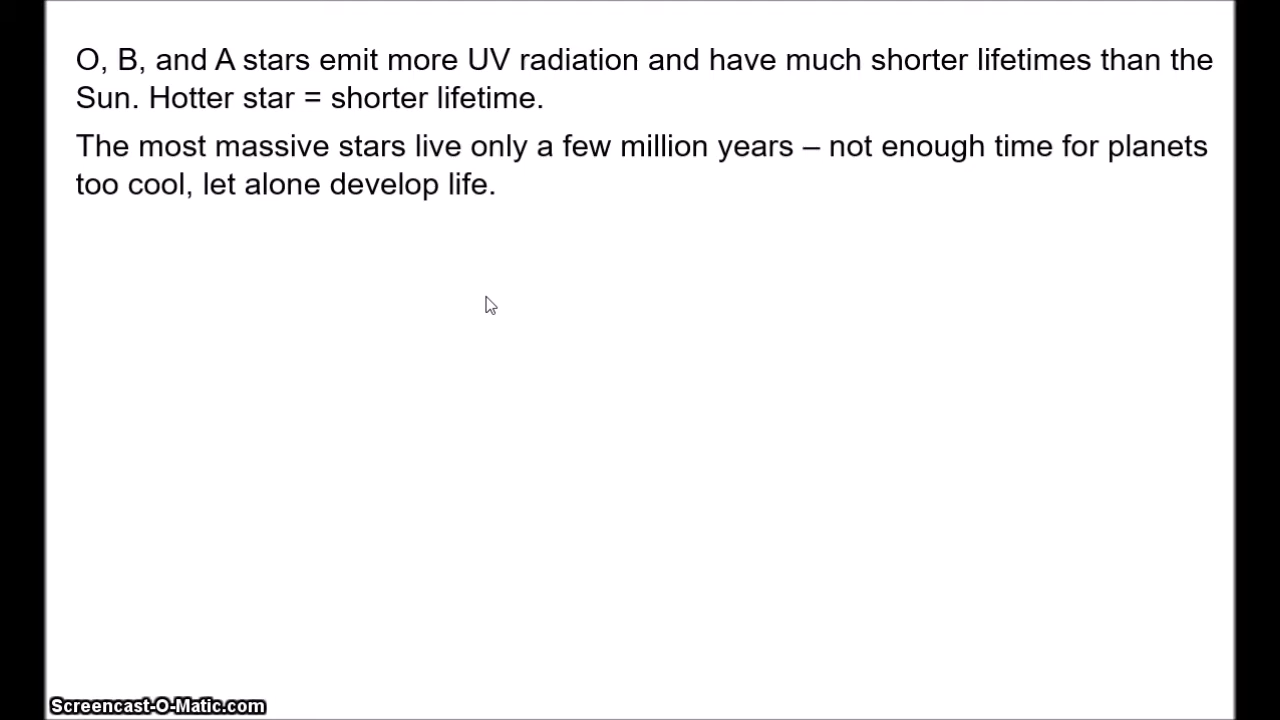 O, B, and A stars emit more UV radiation and have much shorter lifetimes than the
Sun. Hotter star = shorter lifetime.
The most massive stars live only a few million years – not enough time for planets
too cool, let alone develop life.
Screencast-O-Matic.com